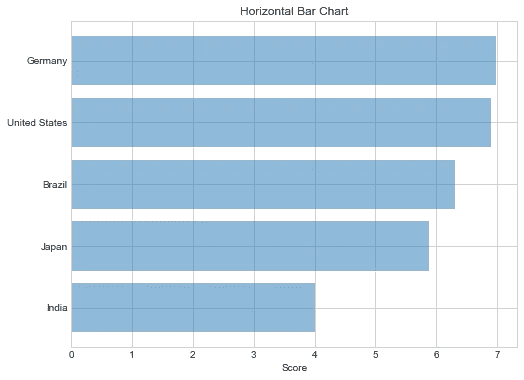 Horizontal Bar Chart
Germany
United States
Brazil
Japan
India
0 1 2 3 4 5 6 7
Score